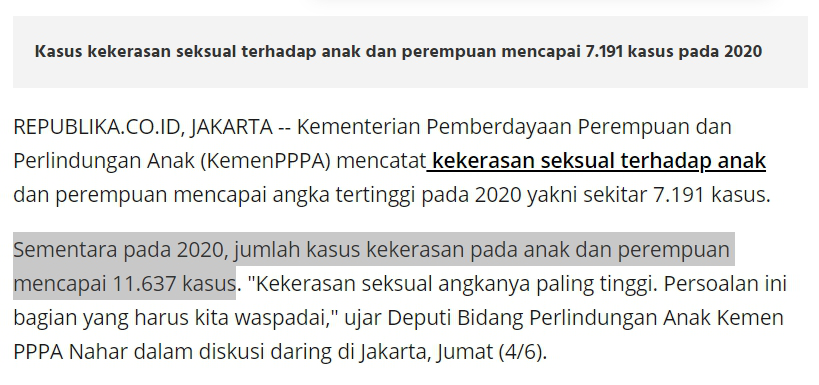 Kasus kekerasan seksual terhadap anak dan perempuan mencapai 7.191 kasus pada 2020
REPUBLIKA.CO.ID, JAKARTA -- Kementerian Pemberdayaan Perempuan dan
Perlindungan Anak (KemenPPPA) mencatat kekerasan seksual terhadap anak
dan perempuan mencapai angka tertinggi pada 2020 yakni sekitar 7.191 kasus.
Sementara pada 2020, jumlah kasus kekerasan pada anak dan perempuan
mencapai 11.637 kasus. "Kekerasan seksual angkanya paling tinggi. Persoalan ini
bagian yang harus kita waspadai," ujar Deputi Bidang Perlindungan Anak Kemen
PPPA Nahar dalam diskusi daring di Jakarta, Jumat (4/6).